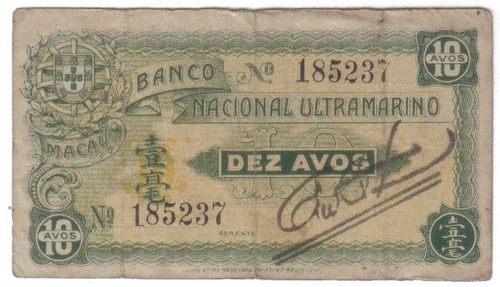 10 AVOS
BANCO Nº 185237
NACIONAL ULTRAMARINO
MACAU
壹毫
DEZ AVOS
Nº 185237
GERENTE
10 AVOS
壹毫